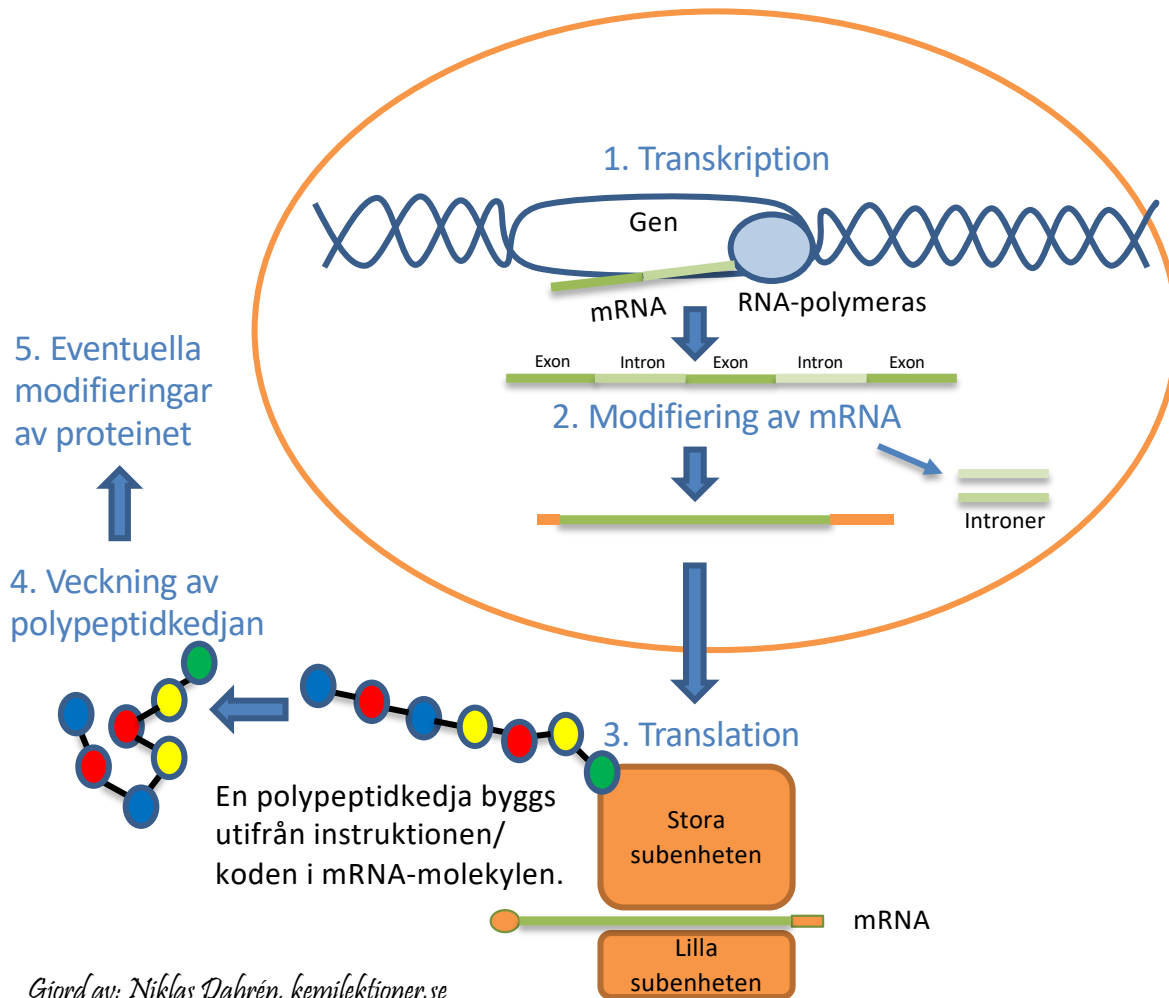 1. Transkription
Gen
mRNA
RNA-polymeras
Exon Intron Exon Intron Exon
2. Modifiering av mRNA
Introner
5. Eventuella
modifieringar
av proteinet
4. Veckning av
polypeptidkedjan
3. Translation
En polypeptidkedja byggs
utifrån instruktionen/
koden i mRNA-molekylen.
Stora
subenheten
mRNA
Lilla
subenheten
Gjord av: Niklas Dahrén, kemilektioner.se